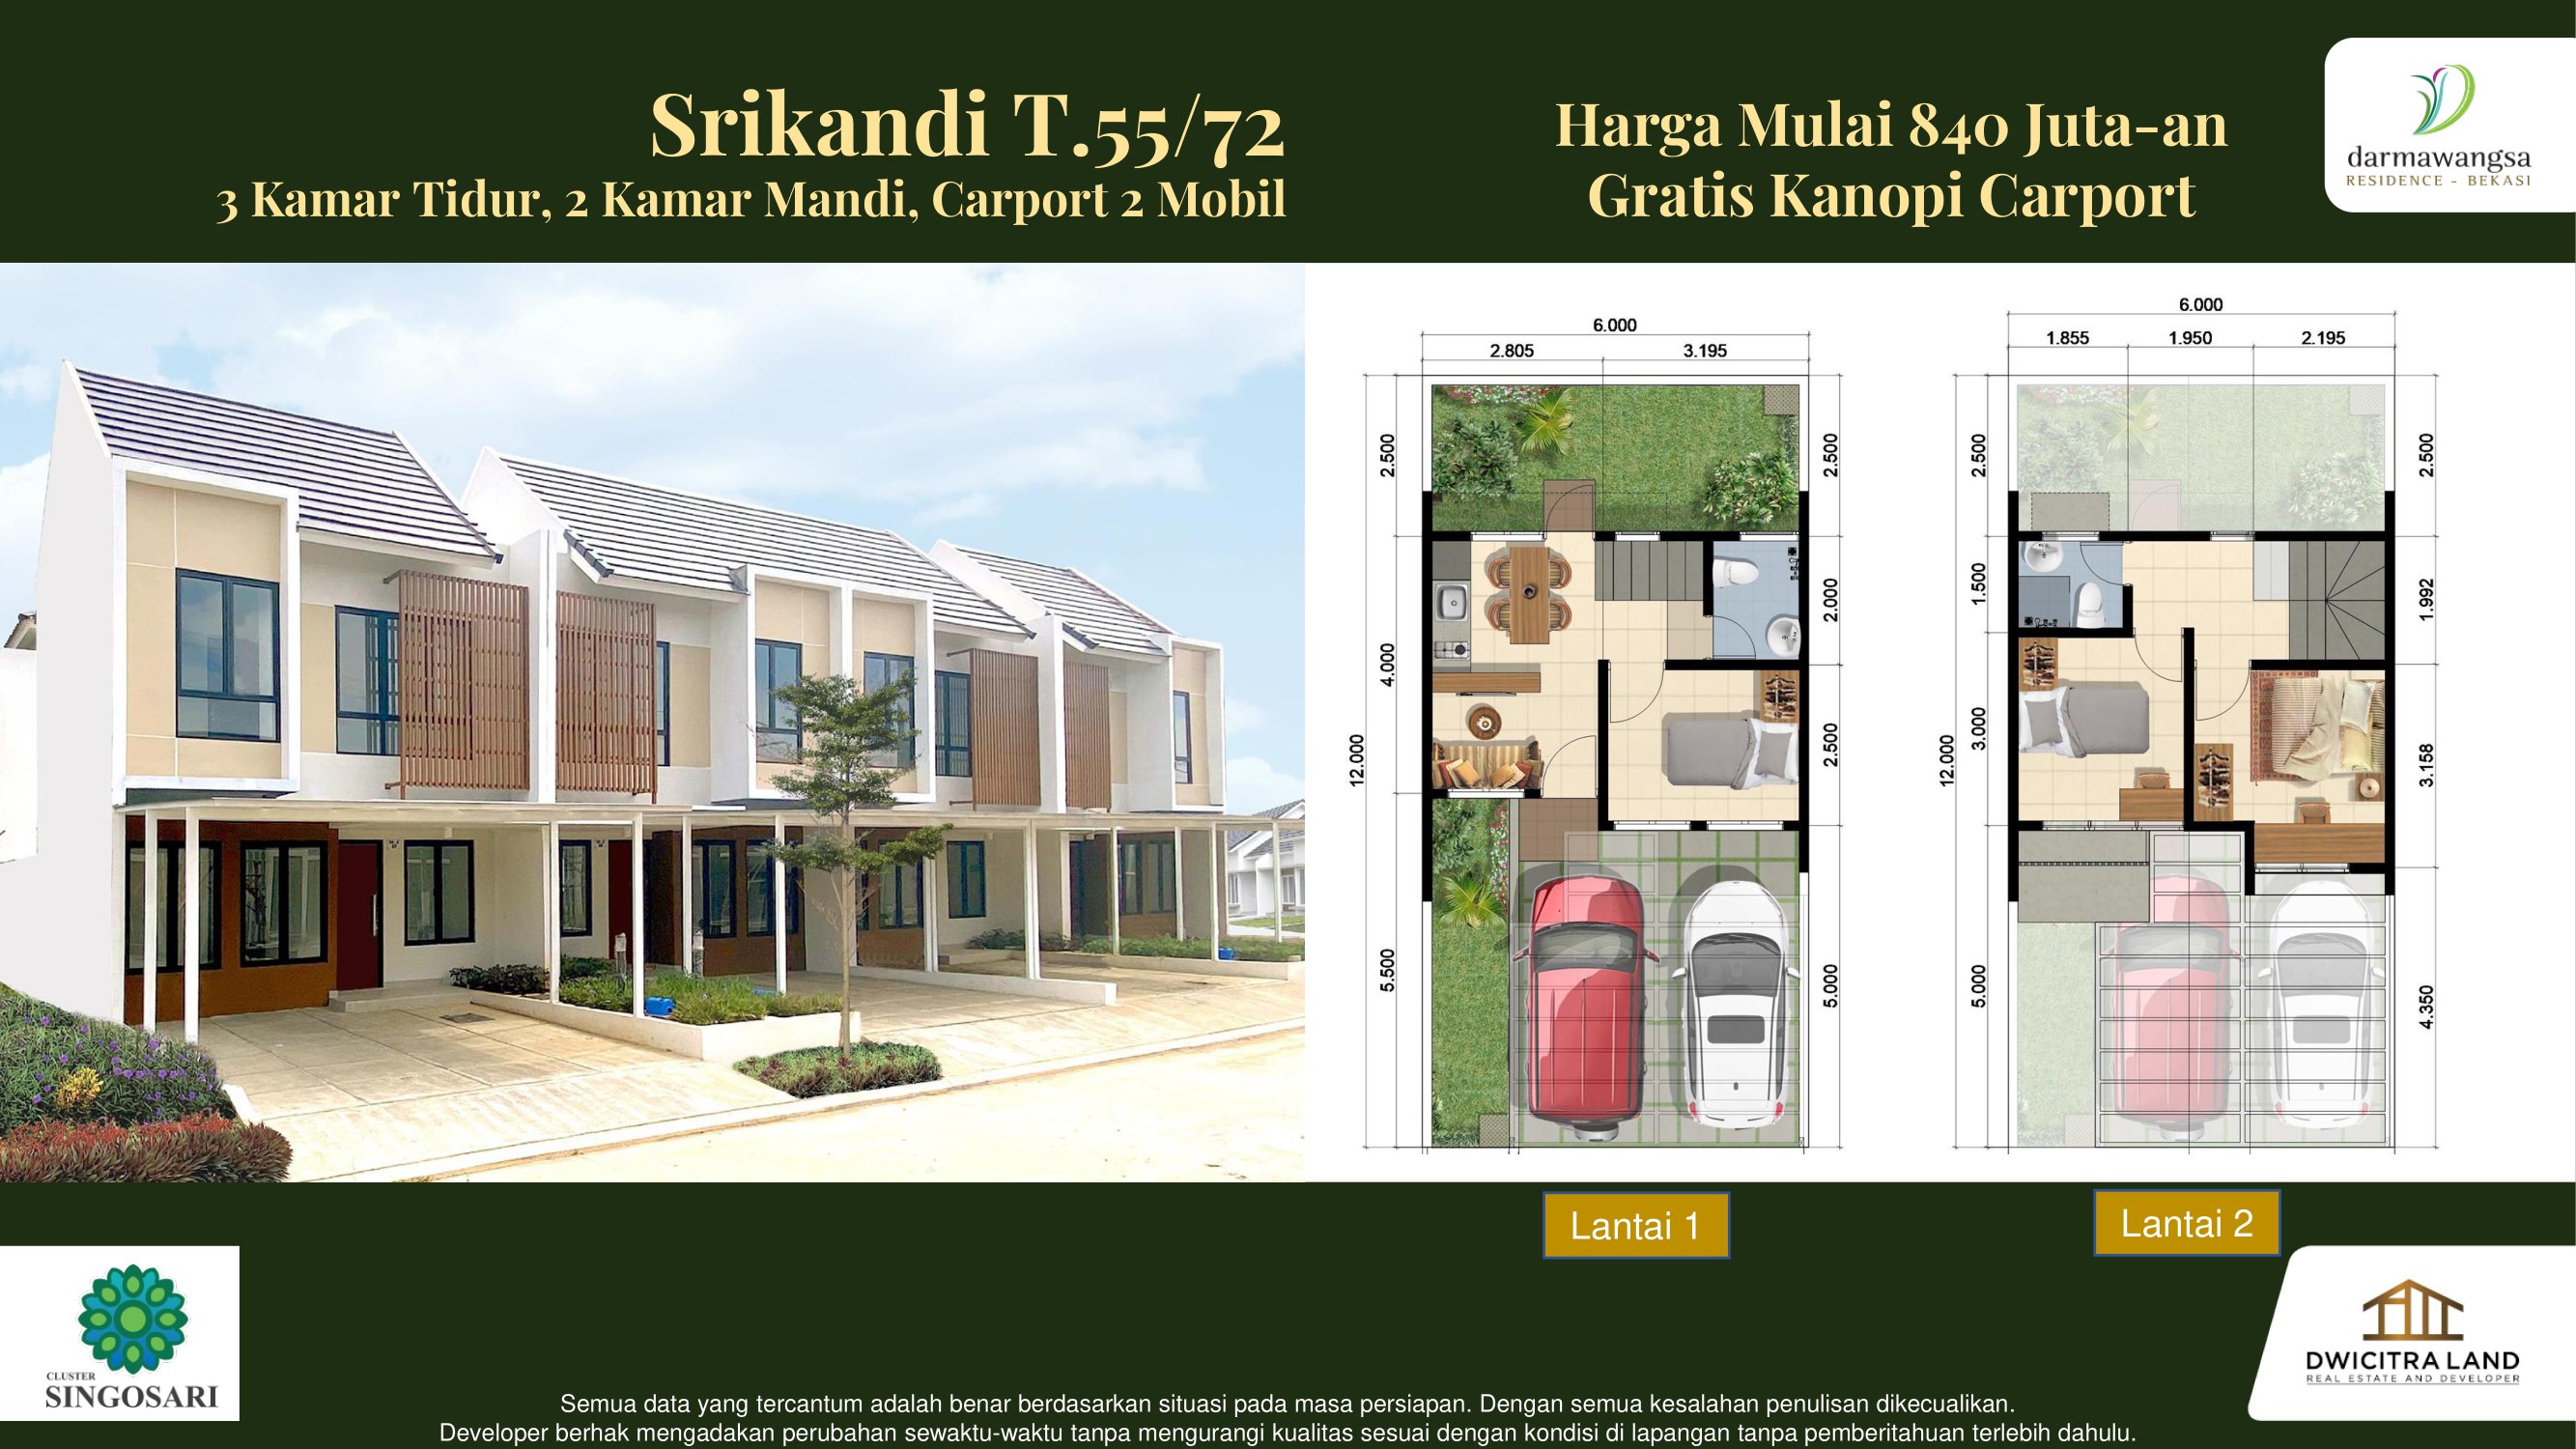 Srikandi T.55/72
3 Kamar Tidur, 2 Kamar Mandi, Carport 2 Mobil
Harga Mulai 840 Juta-an
Gratis Kanopi Carport
darmawangsa
RESIDENCE - BEKASI
6.000
2.805
3.195
2.500
4.000
5.500
12.000
2.500
2.000
2.500
5.000
6.000
1.855
1.950
2.195
2.500
1.500
3.000
5.000
12.000
2.500
1.992
3.158
4.350
Lantai 1
Lantai 2
CLUSTER
SINGOSARI
DWICITRA LAND
REAL ESTATE AND DEVELOPER
Semua data yang tercantum adalah benar berdasarkan situasi pada masa persiapan. Dengan semua kesalahan penulisan dikecualikan.
Developer berhak mengadakan perubahan sewaktu-waktu tanpa mengurangi kualitas sesuai dengan kondisi di lapangan tanpa pemberitahuan terlebih dahulu.